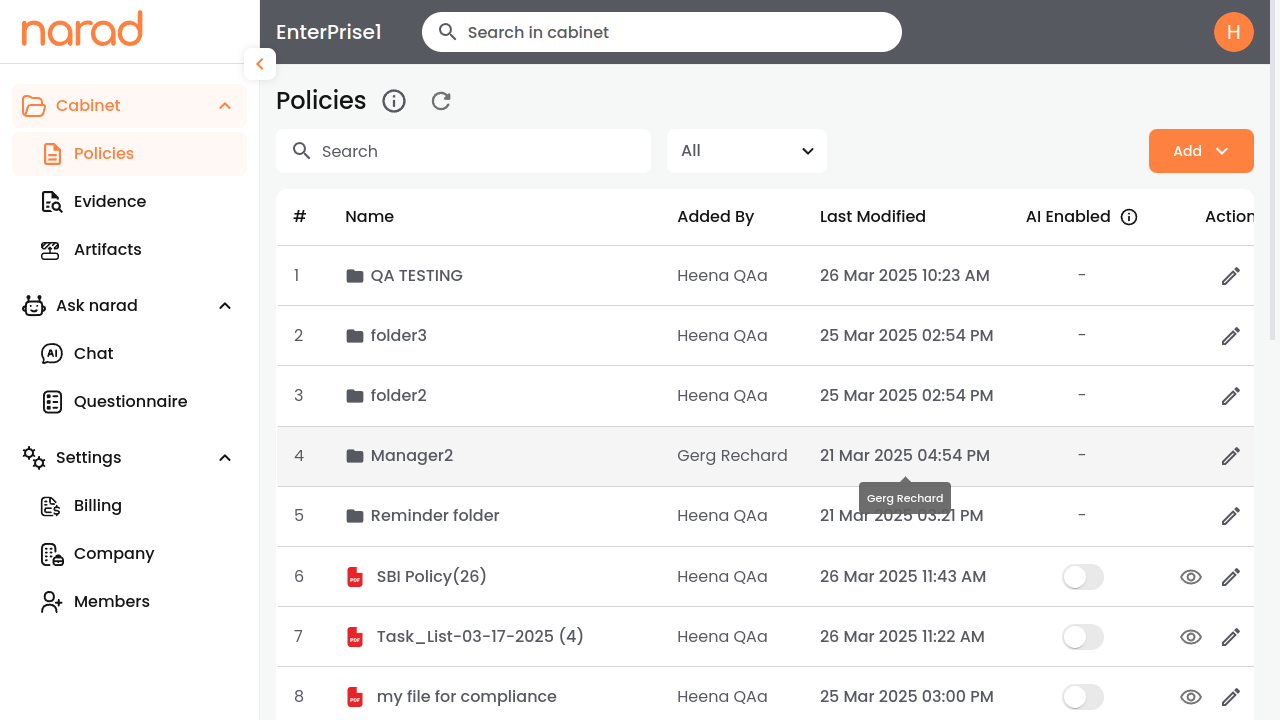 narad
EnterPrise1
Search in cabinet
H
Cabinet
Policies
Evidence
Artifacts
Ask narad
Chat
Questionnaire
Settings
Billing
Company
Members
Policies
Search
All
Add
# Name Added By Last Modified AI Enabled Action
1 QA TESTING Heena QAa 26 Mar 2025 10:23 AM -
2 folder3 Heena QAa 25 Mar 2025 02:54 PM -
3 folder2 Heena QAa 25 Mar 2025 02:54 PM -
4 Manager2 Gerg Rechard 21 Mar 2025 04:54 PM -
Gerg Rechard
5 Reminder folder Heena QAa 21 Mar 2025 03:21 PM -
6 PDF SBI Policy(26) Heena QAa 26 Mar 2025 11:43 AM
7 PDF Task_List-03-17-2025 (4) Heena QAa 26 Mar 2025 11:22 AM
8 PDF my file for compliance Heena QAa 25 Mar 2025 03:00 PM